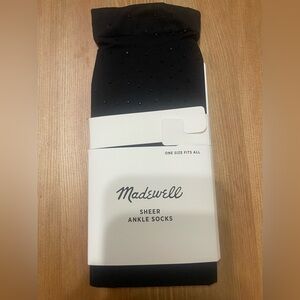 ONE SIZE FITS ALL
Madewell
SHEER
ANKLE SOCKS